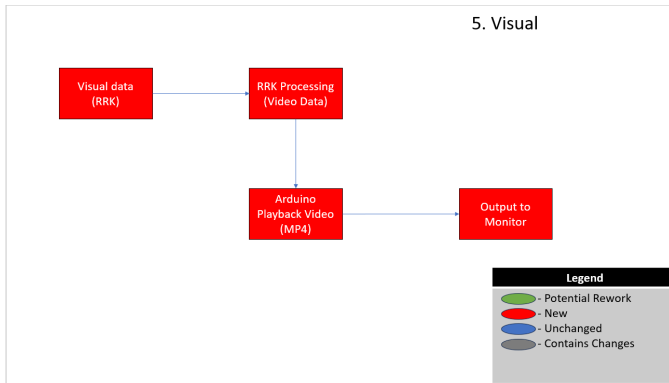 5. Visual
Visual data
(RRK)
RRK Processing
(Video Data)
Arduino
Playback Video
(MP4)
Output to
Monitor
Legend
- Potential Rework
- New
- Unchanged
- Contains Changes